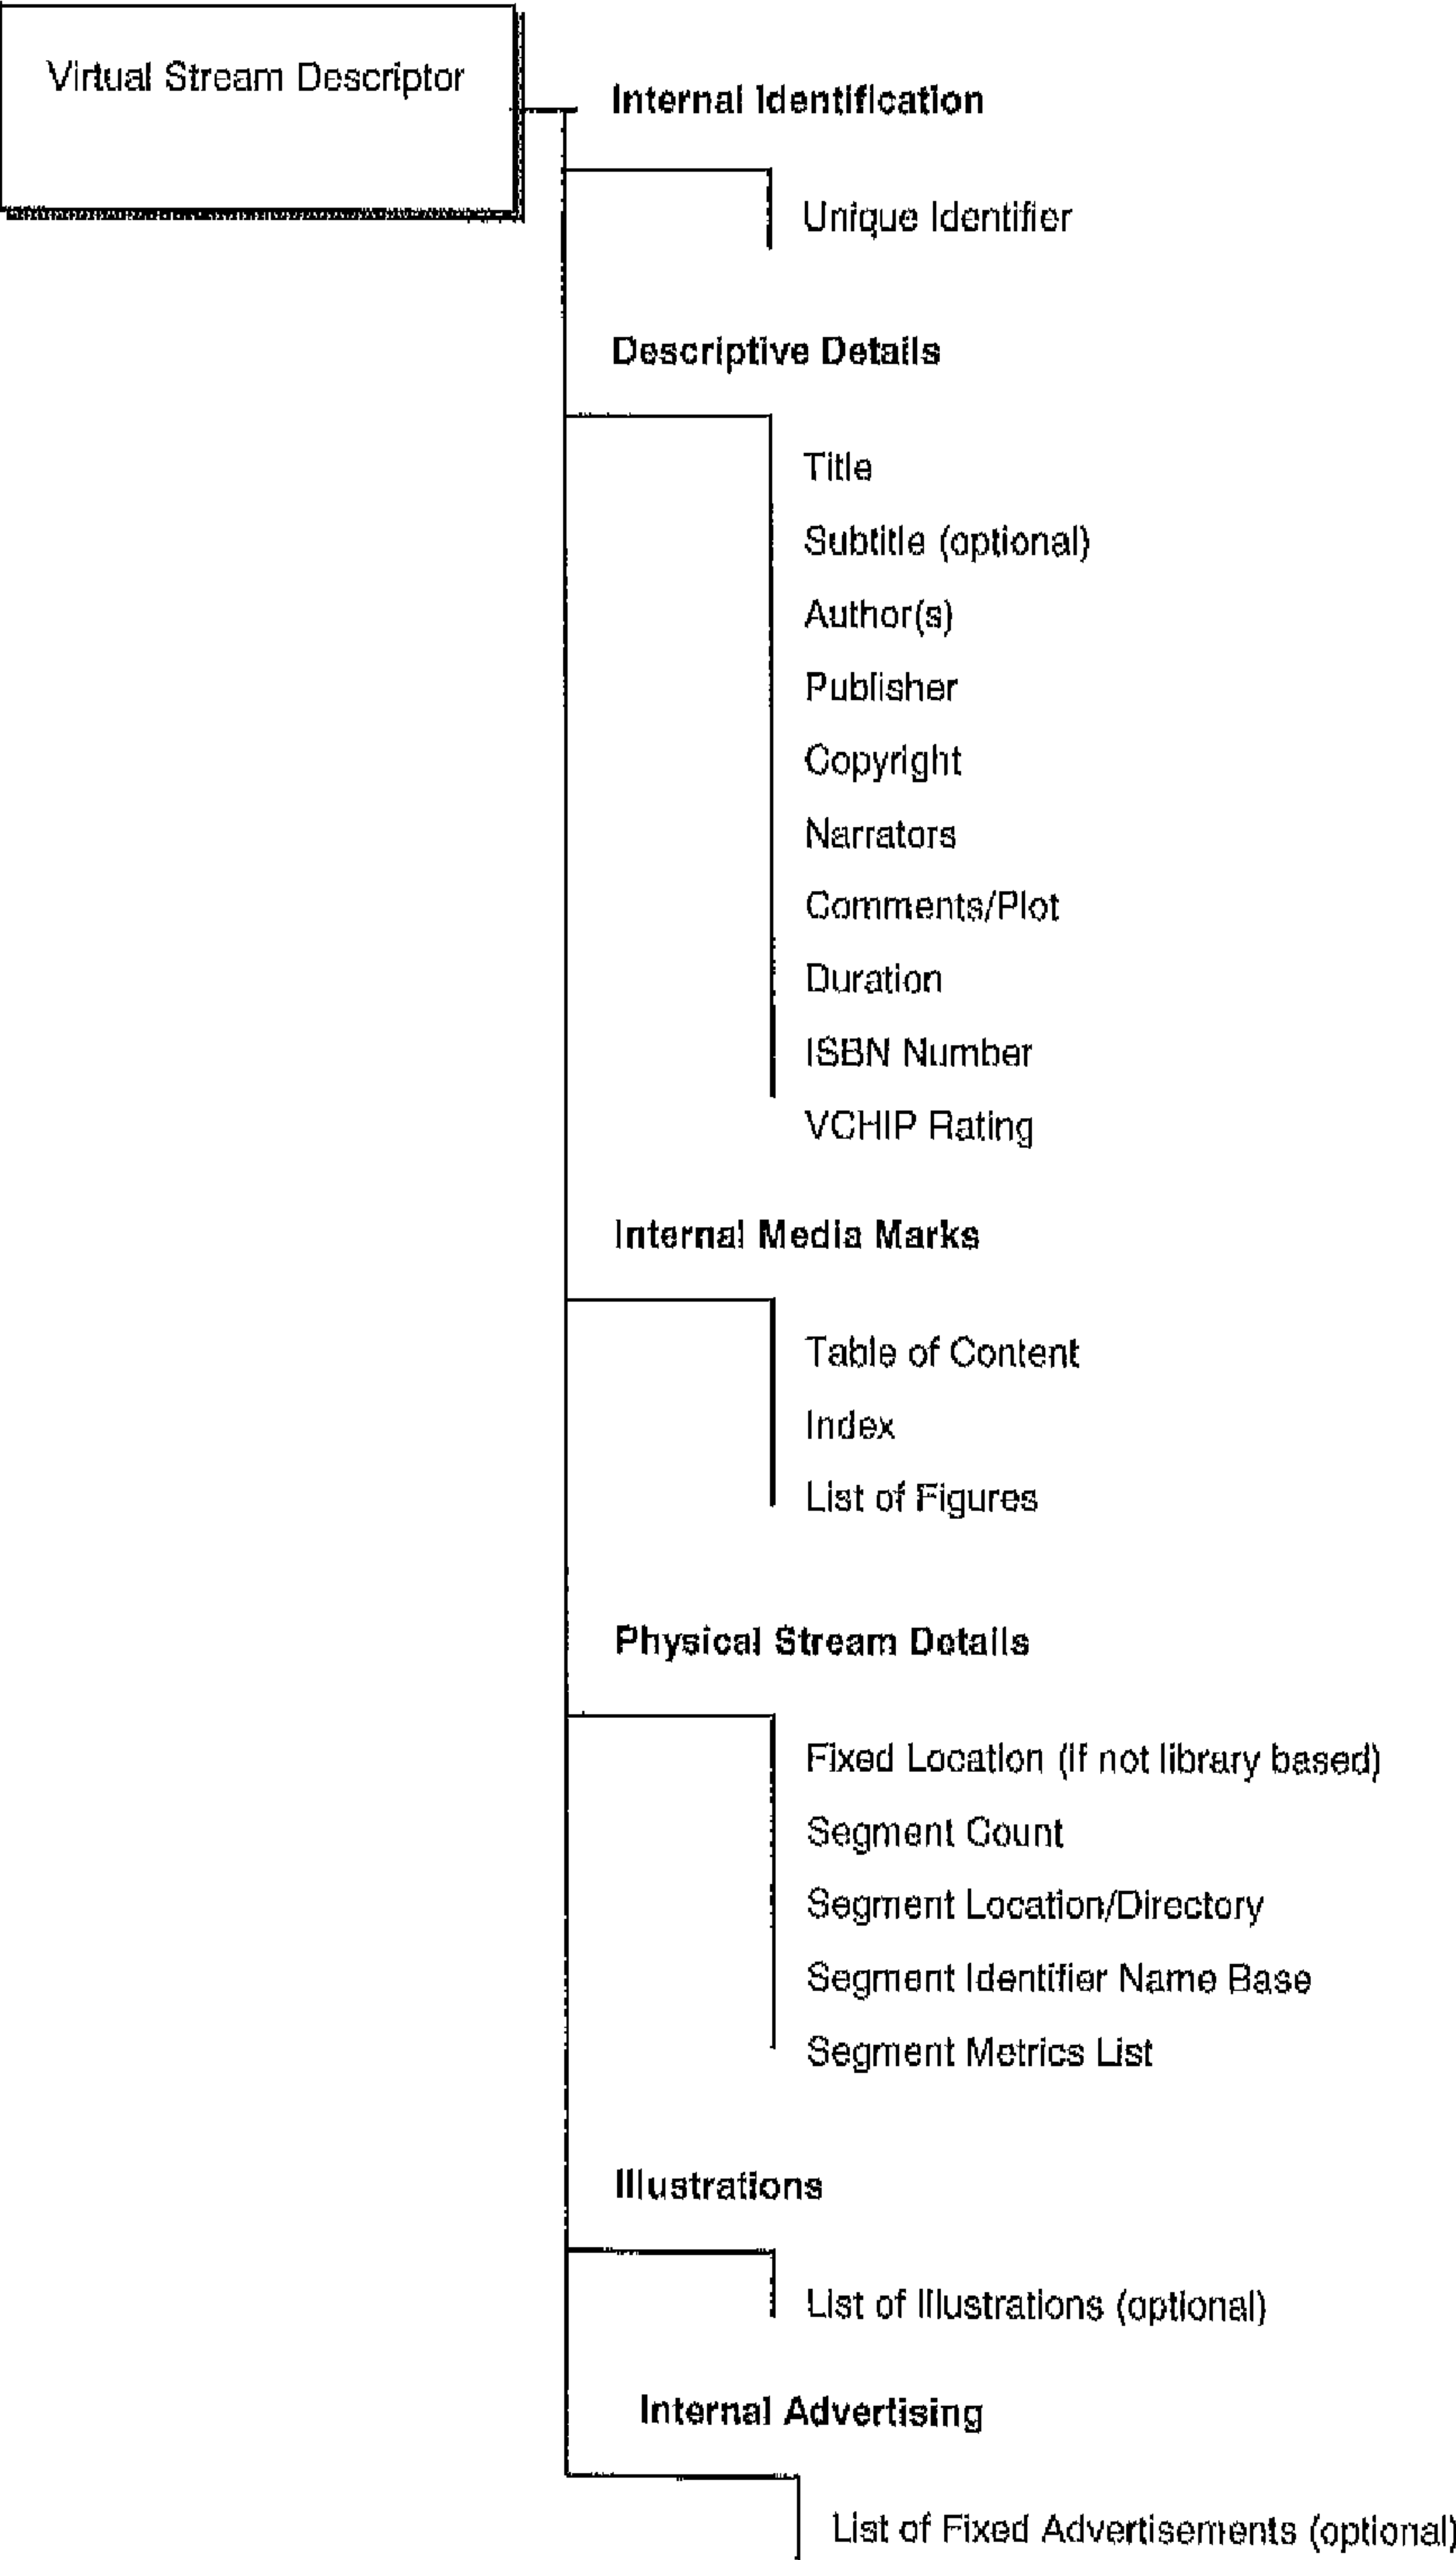 Virtual Stream Descriptor
Internal Identification
Unique Identifier
Descriptive Details
Title
Subtitle (optional)
Author(s)
Publisher
Copyright
Narrators
Comments/Plot
Duration
ISBN Number
VCHIP Rating
Internal Media Marks
Table of Content
Index
List of Figures
Physical Stream Details
Fixed Location (if not library based)
Segment Count
Segment Location/Directory
Segment Identifier Name Base
Segment Metrics List
Illustrations
List of Illustrations (optional)
Internal Advertising
List of Fixed Advertisements (optional)